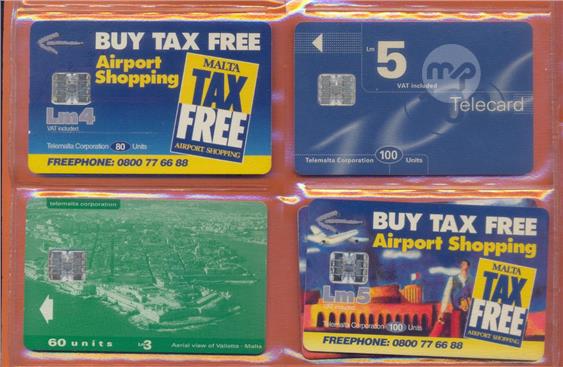 BUY TAX FREE
Airport
Shopping
MALTA
TAX
FREE
AIRPORT SHOPPING
Lm4
VAT included
Telemalta Corporation 80 Units
FREEPHONE: 0800 77 66 88
Lm 5
VAT included
mp
Telecard
Telemalta Corporation 100 Units
telemalta corporation
60 units Lm3 Aerial view of Valletta - Malta
BUY TAX FREE
Airport Shopping
MALTA
TAX
FREE
AIRPORT SHOPPING
Lm5
Telemalta Corporation 100 Units
FREEPHONE: 0800 77 66 88